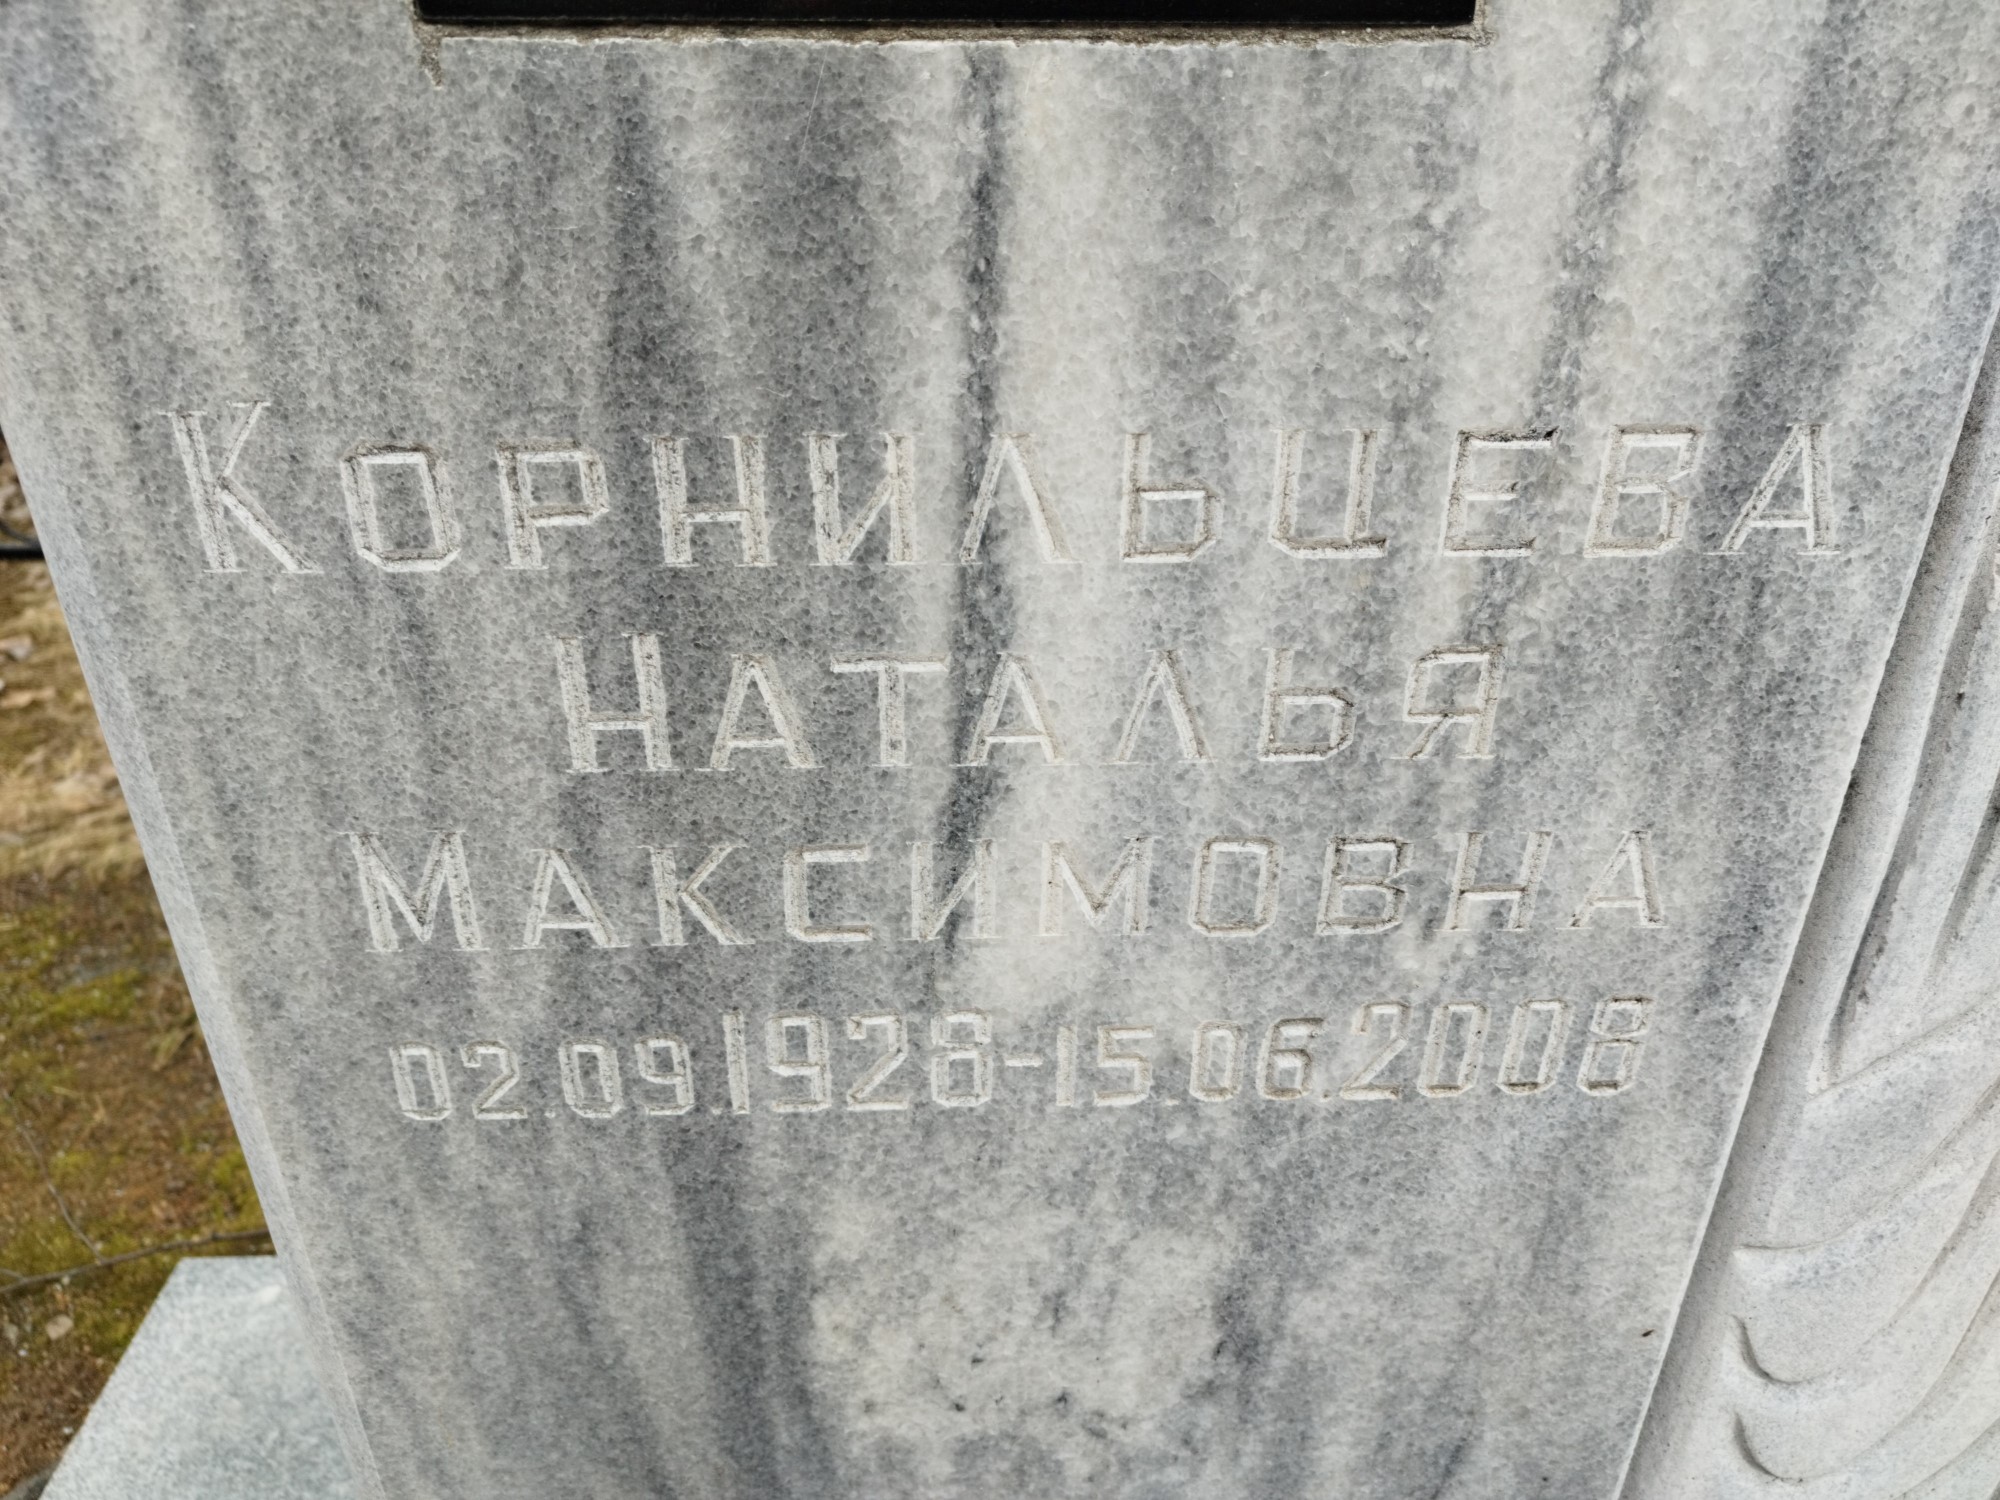 Корнильцева
Наталья
Максимовна
02.09.1928-15.06.2008